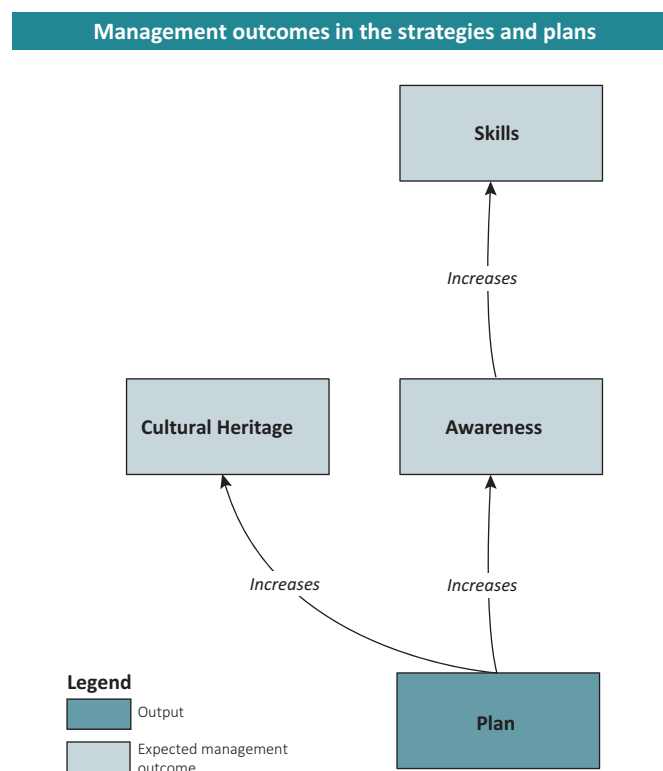 Management outcomes in the strategies and plans
Skills
Increases
Cultural Heritage
Awareness
Increases
Increases
Legend
Output
Plan
Expected management
outcome